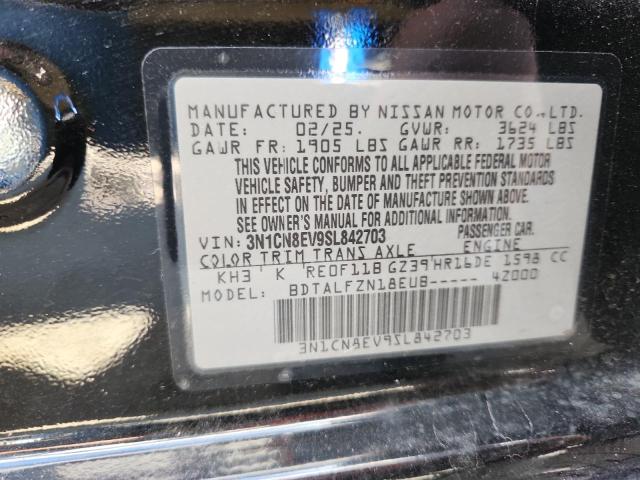 MANUFACTURED BY NISSAN MOTOR CO.,LTD.
DATE: 02/25. GVWR: 3624 LBS
GAWR FR: 1905 LBS GAWR RR: 1735 LBS
THIS VEHICLE CONFORMS TO ALL APPLICABLE FEDERAL MOTOR
VEHICLE SAFETY, BUMPER AND THEFT PREVENTION STANDARDS
IN EFFECT ON THE DATE OF MANUFACTURE SHOWN ABOVE.
SEE OWNER'S MANUAL FOR ADDITIONAL INFORMATION.
VIN: 3N1CN8EV9SL842703 PASSENGER CAR.
COLOR TRIM TRANS AXLE ENGINE
KH3 K RE0F11B GZ39 HR16DE 1598 CC
MODEL: BDTALFZN18EUB----- 42000
3N1CN8EV9SL842703